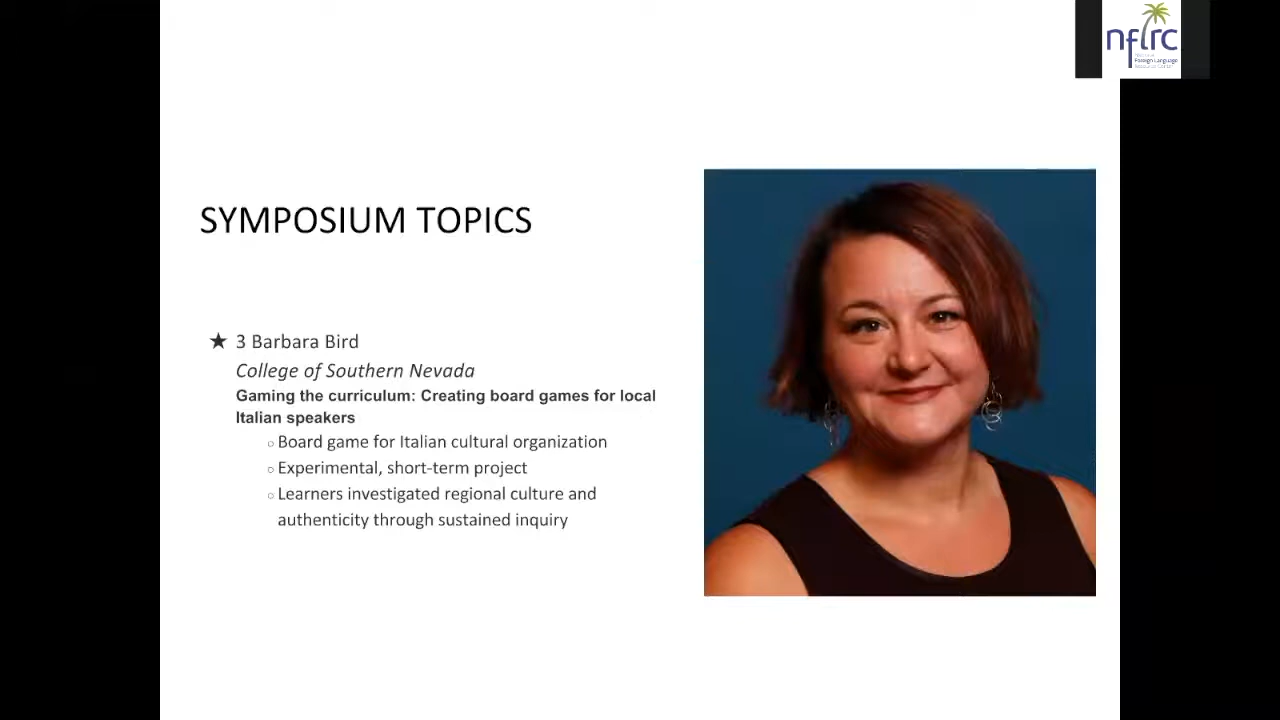 nflrc
Foreign Language
SYMPOSIUM TOPICS
★ 3 Barbara Bird
College of Southern Nevada
Gaming the curriculum: Creating board games for local
Italian speakers
○ Board game for Italian cultural organization
○ Experimental, short-term project
○ Learners investigated regional culture and
authenticity through sustained inquiry